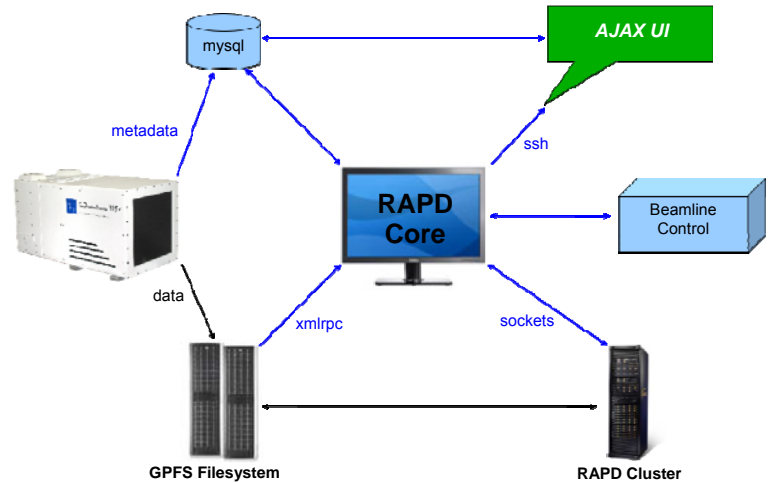 mysql
AJAX UI
metadata
ssh
RAPD
Core
Beamline
Control
data
xmlrpc
sockets
GPFS Filesystem
RAPD Cluster